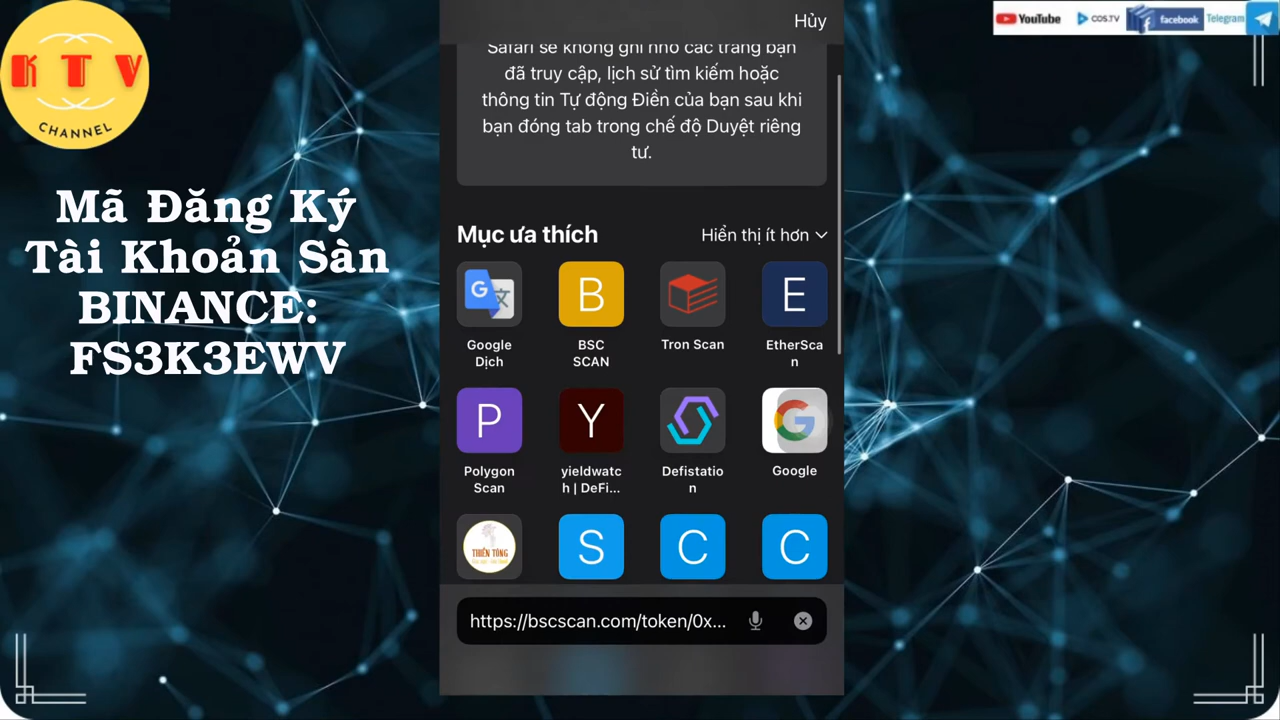 KTV
CHANNEL
Mã Đăng Ký
Tài Khoản Sàn
BINANCE:
FS3K3EWV
YouTube
COS.TV
facebook
Telegram
Hủy
Safari sẽ không ghi nhớ các trang bạn
đã truy cập, lịch sử tìm kiếm hoặc
thông tin Tự động Điền của bạn sau khi
bạn đóng tab trong chế độ Duyệt riêng
tư.
Mục ưa thích
Hiển thị ít hơn
G 文
B
E
Google
Dịch
BSC
SCAN
Tron Scan
EtherSca
n
P
Y
G
Polygon
Scan
yieldwatc
h | DeFi...
Defistatio
n
Google
THIỀN TÔNG
S
C
C
https://bscscan.com/token/0x...